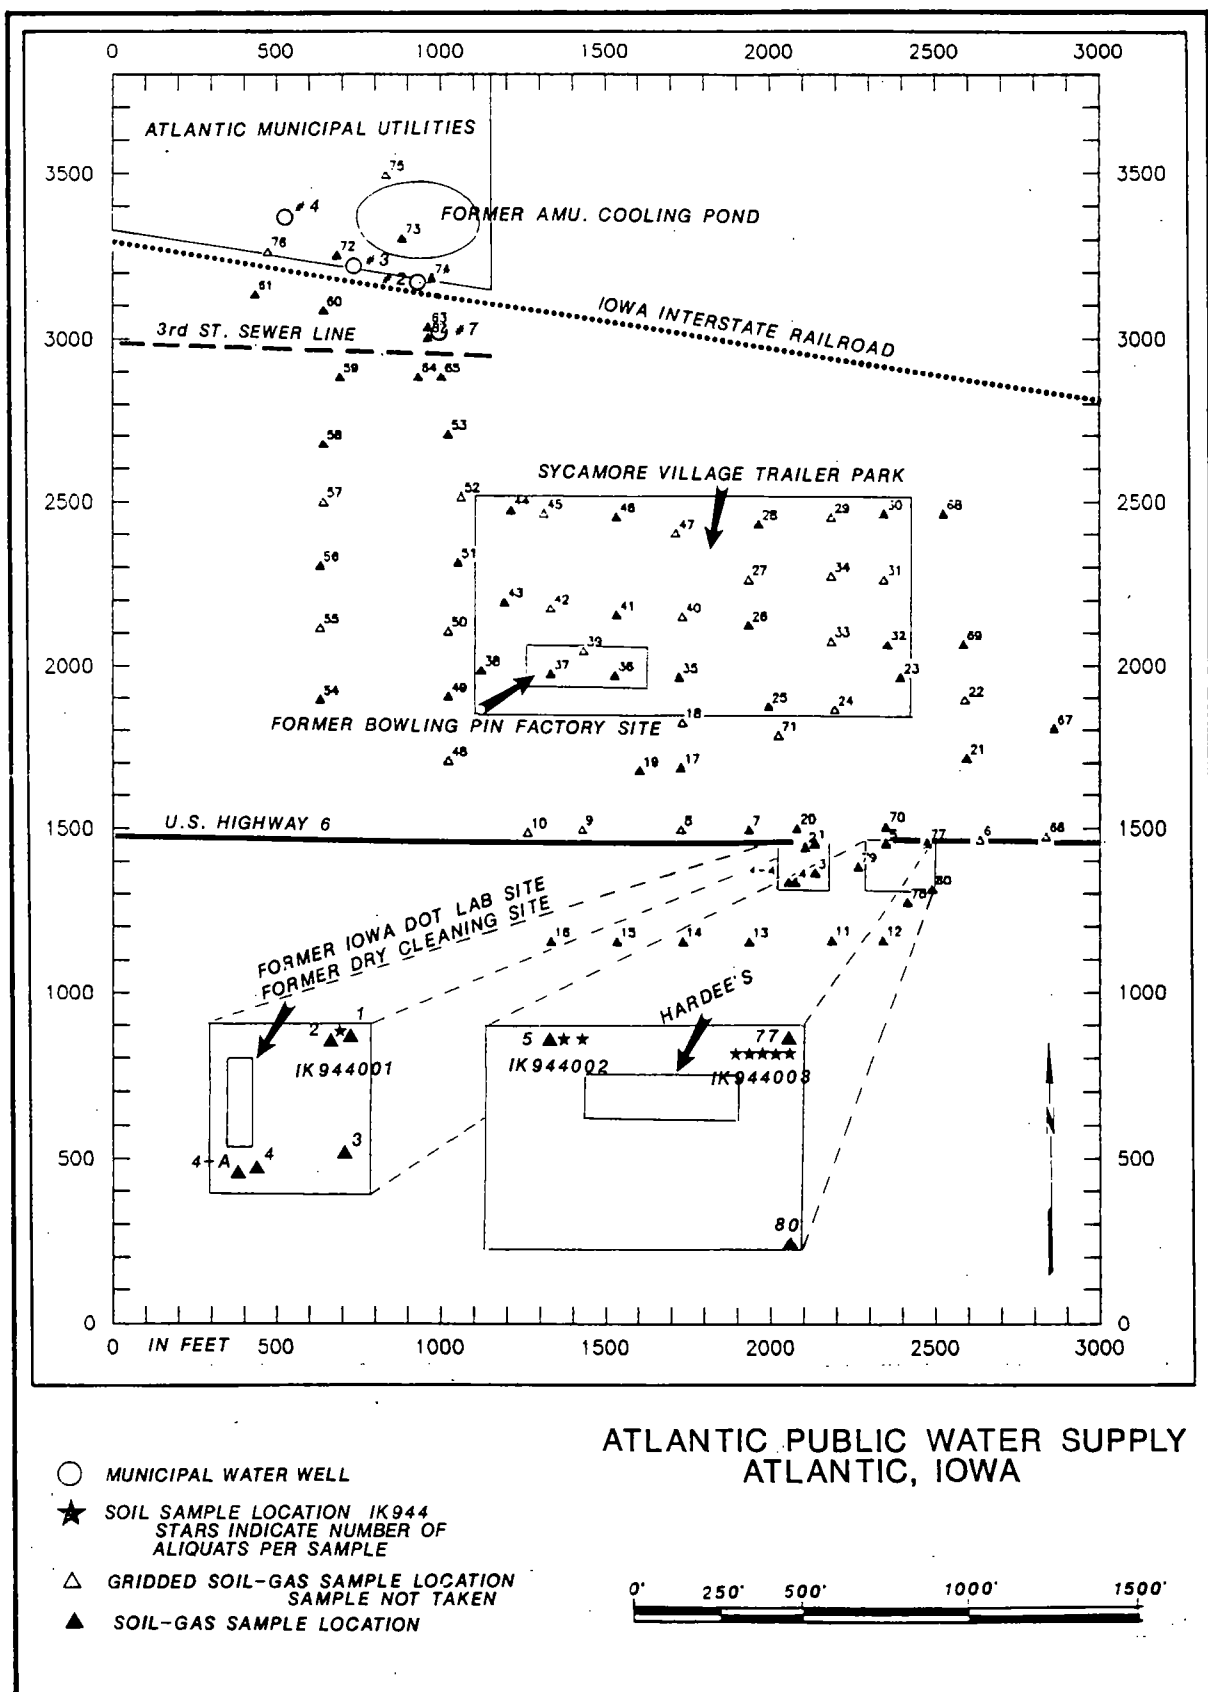 0 500 1000 1500 2000 2500 3000
ATLANTIC MUNICIPAL UTILITIES
75
3500 3500
# 4
FORMER AMU. COOLING POND
73
76 72
# 3
# 2 74
61
60
IOWA INTERSTATE RAILROAD
63
# 7
3rd ST. SEWER LINE
3000 3000
59 64 65
53
58
SYCAMORE VILLAGE TRAILER PARK
57 52
2500 44 45 46 47 28 29 30 68 2500
56 51 27 34 31
43 42 41 40 26
55 50 39 33 32 69
2000 38 37 36 35 23 2000
54 49 25 24 22
FORMER BOWLING PIN FACTORY SITE
18 71 67
48 19 17 21
U.S. HIGHWAY 6
1500 10 9 8 7 20 70 1500
2 1 5 77 6 66
4-4 4 3 79
78 80
16 15 14 13 11 12
FORMER IOWA DOT LAB SITE
FORMER DRY CLEANING SITE
HARDEE'S
1000 1000
2 1
IK944001
5 77
IK944002 IK944003
500 4-A 4 3 500
80
0 0
IN FEET
0 500 1000 1500 2000 2500 3000
ATLANTIC PUBLIC WATER SUPPLY
ATLANTIC, IOWA
MUNICIPAL WATER WELL
SOIL SAMPLE LOCATION IK944
STARS INDICATE NUMBER OF
ALIQUATS PER SAMPLE
GRIDDED SOIL-GAS SAMPLE LOCATION
SAMPLE NOT TAKEN
SOIL-GAS SAMPLE LOCATION
0' 250' 500' 1000' 1500'